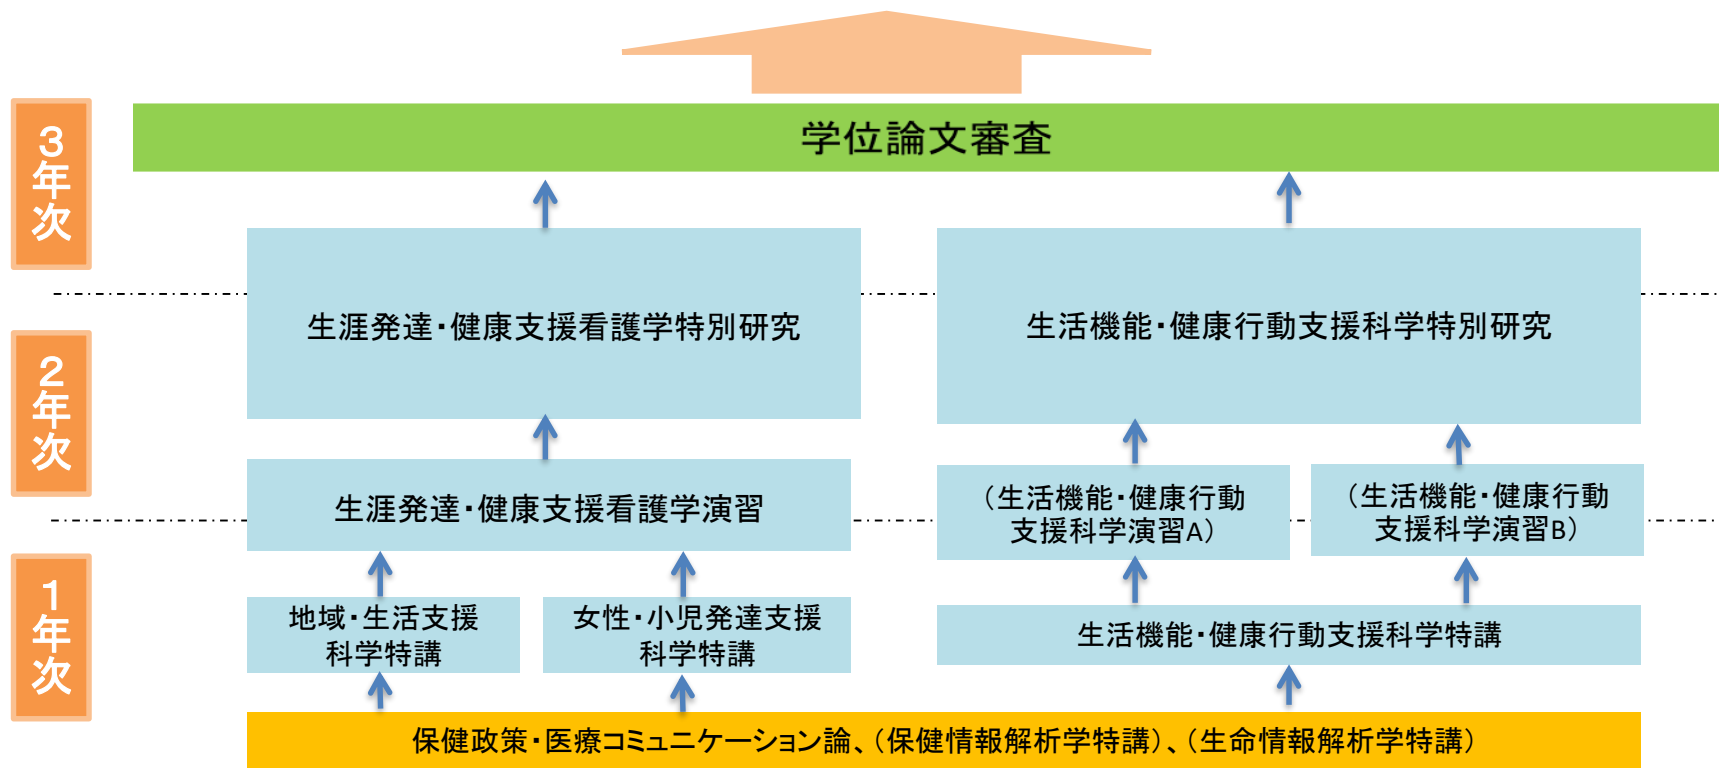 学位論文審査
3年次
生涯発達・健康支援看護学特別研究
生活機能・健康行動支援科学特別研究
2年次
生涯発達・健康支援看護学演習
（生活機能・健康行動
支援科学演習A）
（生活機能・健康行動
支援科学演習B）
1年次
地域・生活支援
科学特講
女性・小児発達支援
科学特講
生活機能・健康行動支援科学特講
保健政策・医療コミュニケーション論、（保健情報解析学特講）、（生命情報解析学特講）